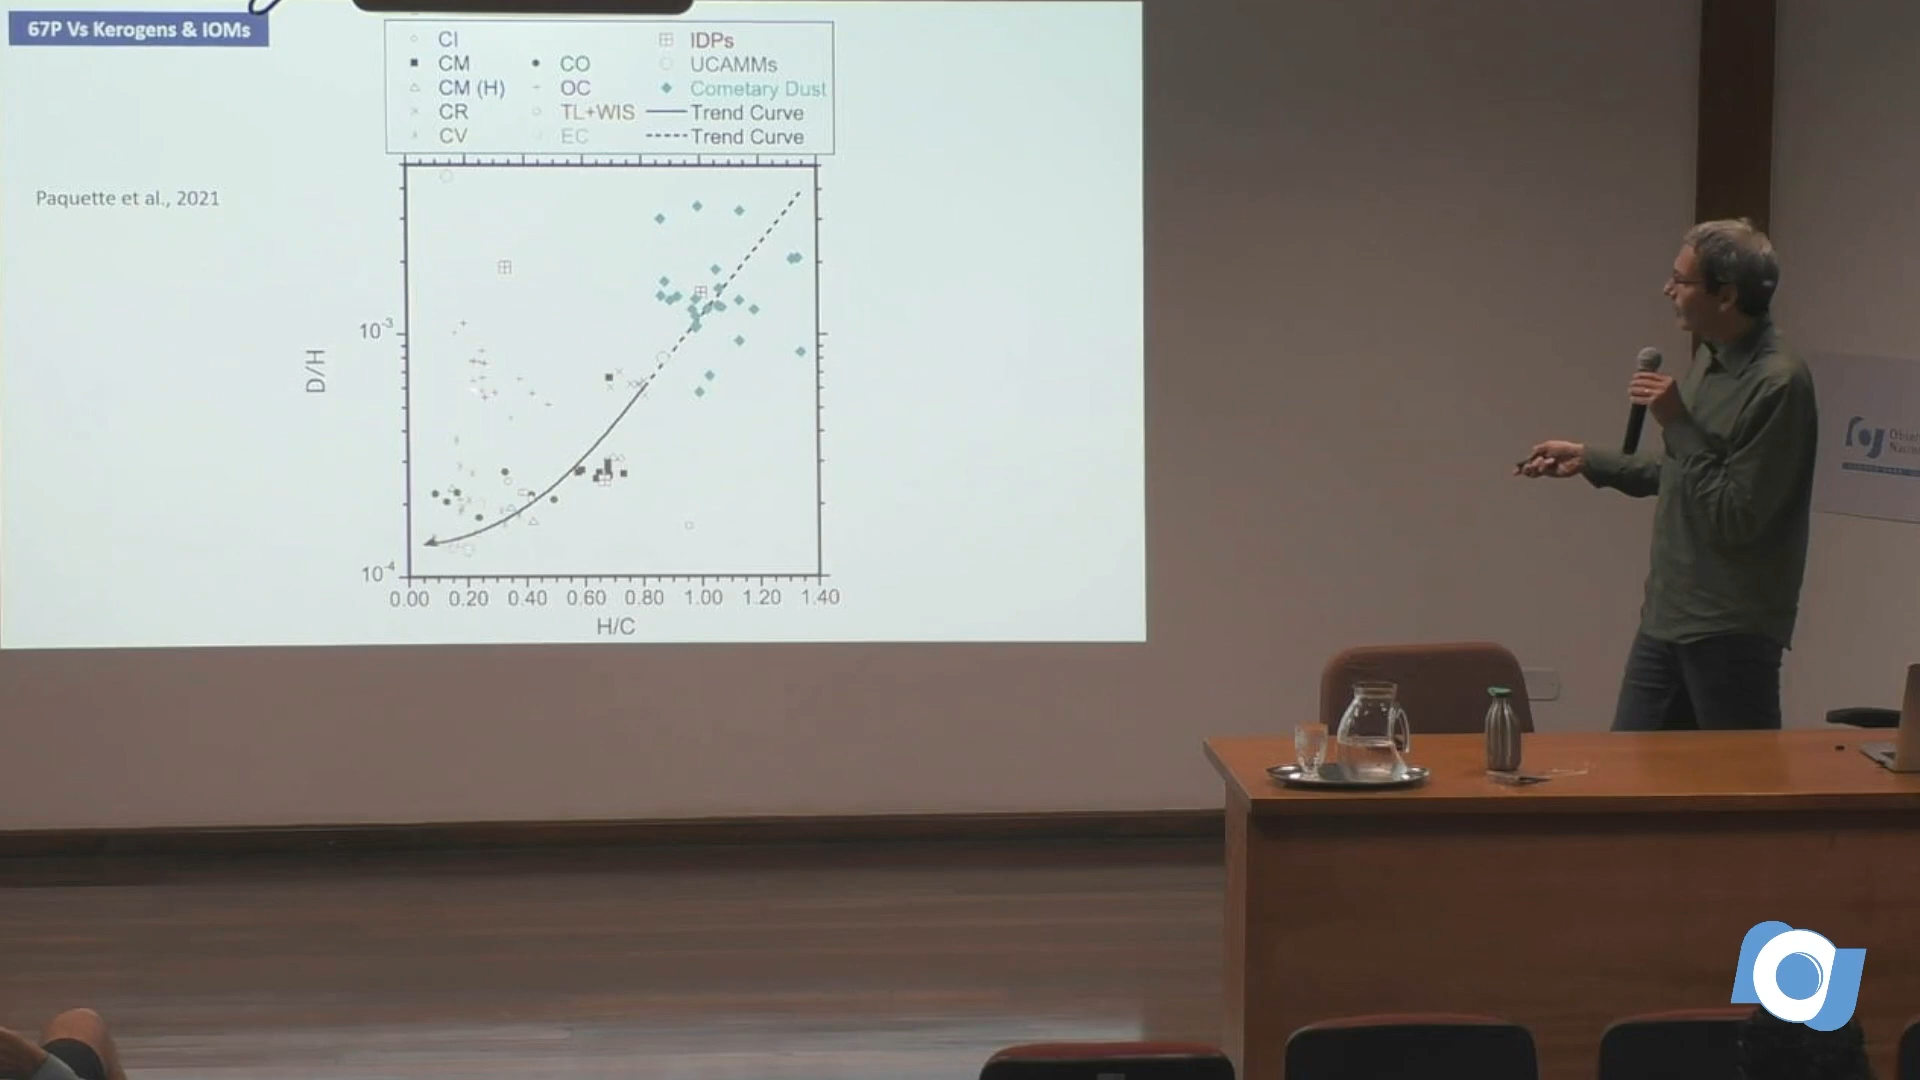 67P Vs Kerogens & IOMs
CI
CM
CM (H)
CR
CV
CO
OC
TL+WIS
EC
IDPs
UCAMMs
Cometary Dust
Trend Curve
Trend Curve
Paquette et al., 2021
D/H
10-3
10-4
0.00 0.20 0.40 0.60 0.80 1.00 1.20 1.40
H/C